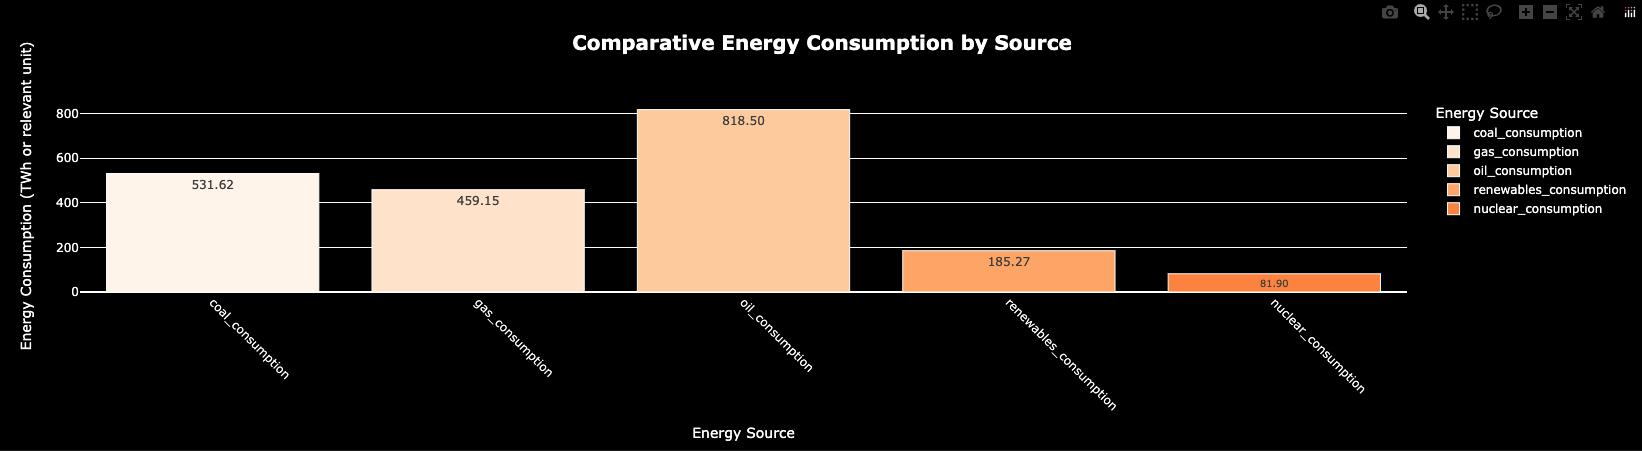 Comparative Energy Consumption by Source
Energy Consumption (TWh or relevant unit)
800
600
400
200
0
531.62
459.15
818.50
185.27
81.90
coal_consumption
gas_consumption
oil_consumption
renewables_consumption
nuclear_consumption
Energy Source
Energy Source
coal_consumption
gas_consumption
oil_consumption
renewables_consumption
nuclear_consumption